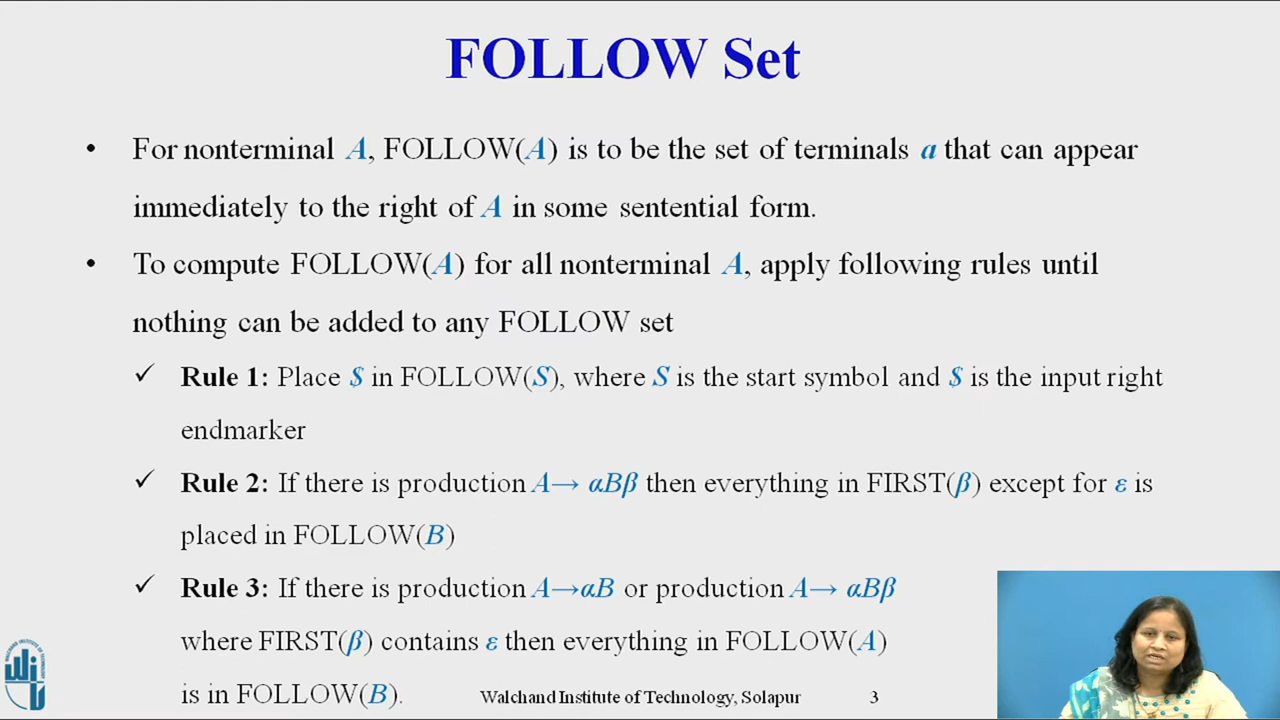 FOLLOW Set
• For nonterminal A, FOLLOW(A) is to be the set of terminals a that can appear
immediately to the right of A in some sentential form.
• To compute FOLLOW(A) for all nonterminal A, apply following rules until
nothing can be added to any FOLLOW set
✓ Rule 1: Place $ in FOLLOW(S), where S is the start symbol and $ is the input right
endmarker
✓ Rule 2: If there is production A→ αBβ then everything in FIRST(β) except for ε is
placed in FOLLOW(B)
✓ Rule 3: If there is production A→αB or production A→ αBβ
where FIRST(β) contains ε then everything in FOLLOW(A)
is in FOLLOW(B).
Walchand Institute of Technology, Solapur 3